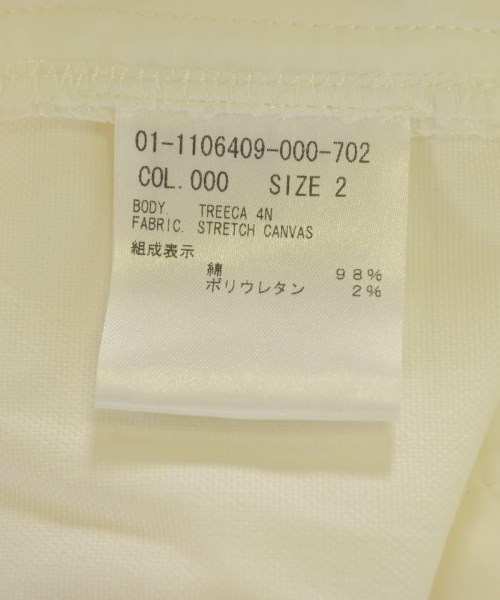 01-1106409-000-702
COL.000 SIZE 2
BODY. TREECA 4N
FABRIC. STRETCH CANVAS
組成表示
綿 98%
ポリウレタン 2%